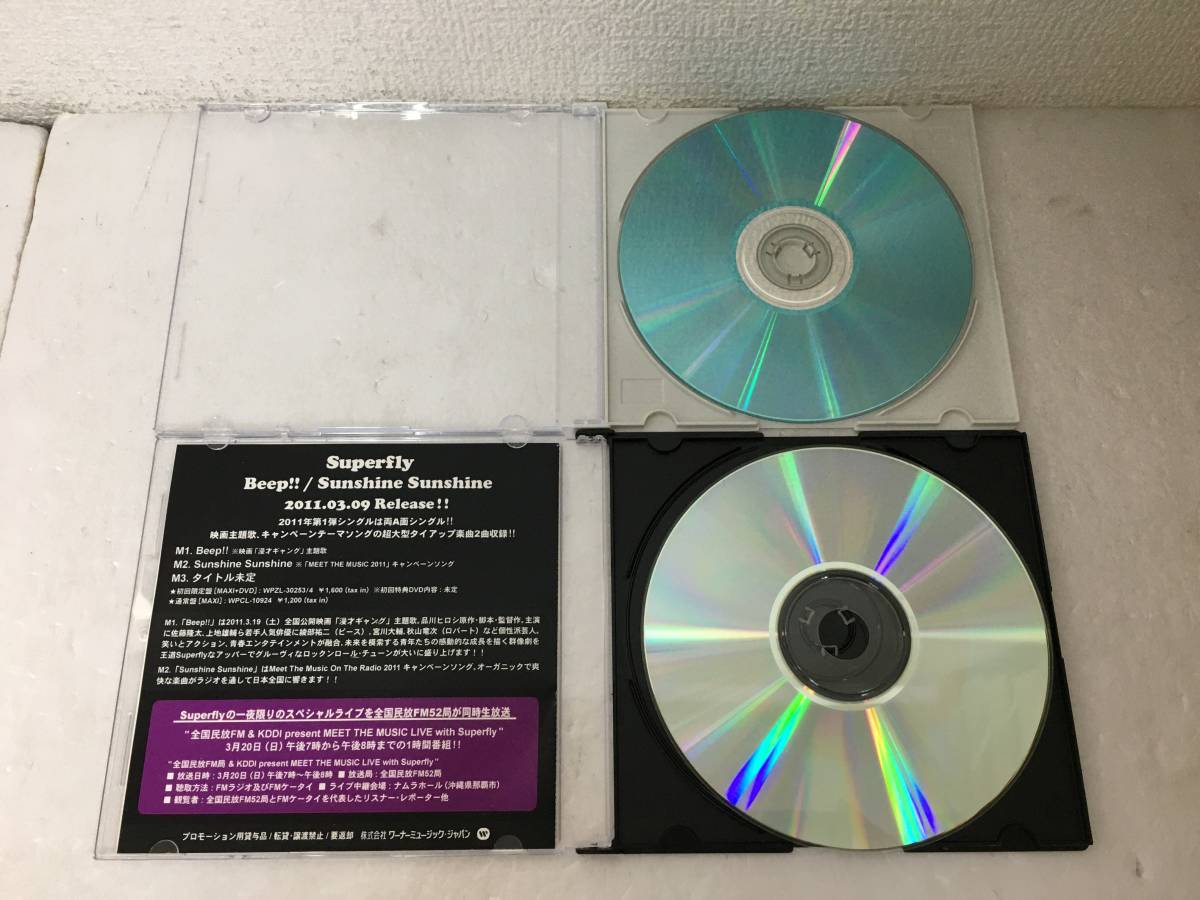 Superfly
Beep!! / Sunshine Sunshine
2011.03.09 Release!!
2011年第1弾シングルは両A面シングル!!
映画主題歌、キャンペーンテーマソングの超大型タイアップ楽曲2曲収録!!
M1. Beep!! ※映画「漫才ギャング」主題歌
M2. Sunshine Sunshine ※「MEET THE MUSIC 2011」キャンペーンソング
M3. タイトル未定
★初回限定盤 [MAXI+DVD] : WPZL-30253/4 ¥1,600 (tax in) ※初回特典DVD内容：未定
★通常盤 [MAXI] : WPCL-10924 ¥1,200 (tax in)
M1.「Beep!!」は2011.3.19（土）全国公開映画「漫才ギャング」主題歌。品川ヒロシ原作・脚本・監督作。主演
に佐藤隆太、上地雄輔ら若手人気俳優に綾部祐二（ピース）、宮川大輔、秋山竜次（ロバート）など個性派芸人。
笑いとアクション、青春エンタテインメントが融合、未来を模索する青年たちの感動的な成長を描く群像劇を
王道Superflyなアッパーでグルーヴィなロックンロール・チューンが大いに盛り上げます！！
M2.「Sunshine Sunshine」はMeet The Music On The Radio 2011 キャンペーンソング。オーガニックで爽
快な楽曲がラジオを通して日本全国に響きます！！
Superflyの一夜限りのスペシャルライブを全国民放FM52局が同時生放送
“全国民放FM & KDDI present MEET THE MUSIC LIVE with Superfly”
3月20日（日）午後7時から午後8時までの1時間番組!!
“全国民放FM局 & KDDI present MEET THE MUSIC LIVE with Superfly”
■ 放送日時：3月20日（日）午後7時～午後8時 ■ 放送局：全国民放FM52局
■ 聴取方法：FMラジオ及びFMケータイ ■ ライブ中継会場：ナムラホール（沖縄県那覇市）
■ 観覧者：全国民放FM52局とFMケータイを代表したリスナー・レポーター他
プロモーション用貸与品 / 転貸・譲渡禁止 / 要返却 株式会社 ワーナーミュージック・ジャパン